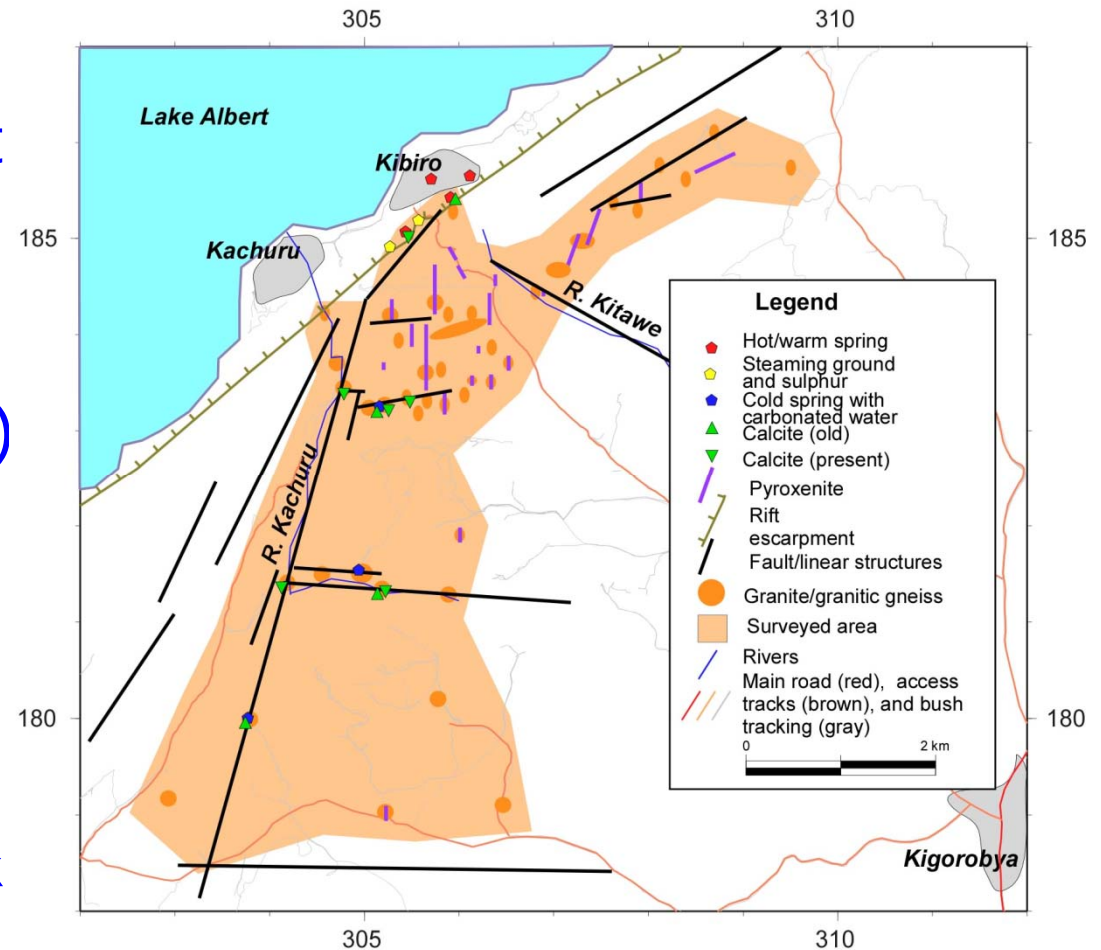 305 310
Lake Albert
Kibiro
185 Kachuru 185
R. Kitawe
Legend
Hot/warm spring
Steaming ground
and sulphur
Cold spring with
carbonated water
Calcite (old)
Calcite (present)
Pyroxenite
Rift
escarpment
Fault/linear structures
Granite/granitic gneiss
Surveyed area
Rivers
Main road (red), access
tracks (brown), and bush
tracking (gray)
0 2 km
R. Kachuru
180 180
Kigorobya
305 310